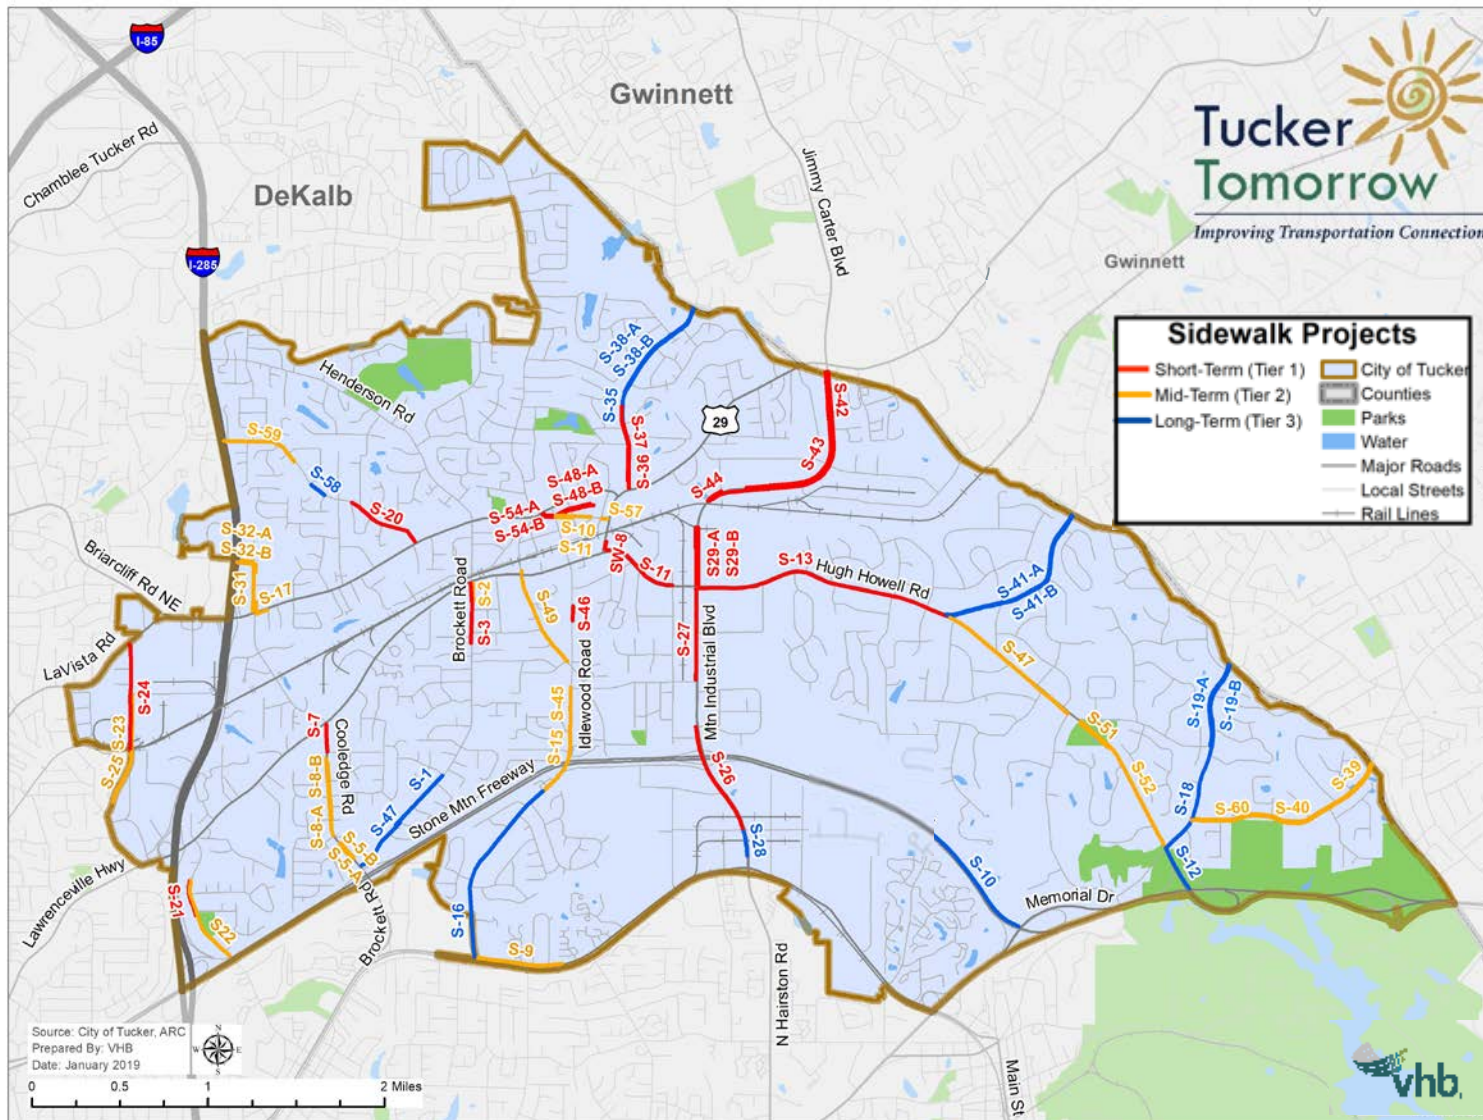 I-85
Gwinnett
Chamblee Tucker Rd
DeKalb
Jimmy Carter Blvd
Tucker
Tomorrow
Improving Transportation Connection
Gwinnett
I-285
Sidewalk Projects
Short-Term (Tier 1)
Mid-Term (Tier 2)
Long-Term (Tier 3)
City of Tucker
Counties
Parks
Water
Major Roads
Local Streets
Rail Lines
Henderson Rd
S-38-A
S-38-B
S-35
S-37
S-36
29
S-42
S-43
S-44
S-59
S-58
S-20
S-48-A
S-48-B
S-54-A
S-54-B
S-57
S-10
S-11
SW-8
S-11
S29-A
S29-B
S-13
Hugh Howell Rd
S-41-A
S-41-B
S-32-A
S-32-B
S-31
S-17
Briarcliff Rd NE
LaVista Rd
Brockett Road
S-2
S-3
S-49
S-46
Idlewood Road
S-27
Mtn Industrial Blvd
S-47
S-51
S-52
S-19-A
S-19-B
S-18
S-60
S-40
S-39
S-12
S-24
S-23
S-25
S-7
Cooledge Rd
S-8-B
S-8-A
S-5-B
S-5-A
S-1
S-47
Stone Mtn Freeway
S-45
S-15
S-26
S-28
S-10
Memorial Dr
Lawrenceville Hwy
S-21
S22
Brockett Rd
S-16
S-9
N Hairston Rd
Main St
Source: City of Tucker, ARC
Prepared By: VHB
Date: January 2019
N
W
E
S
0 0.5 1 2 Miles
vhb